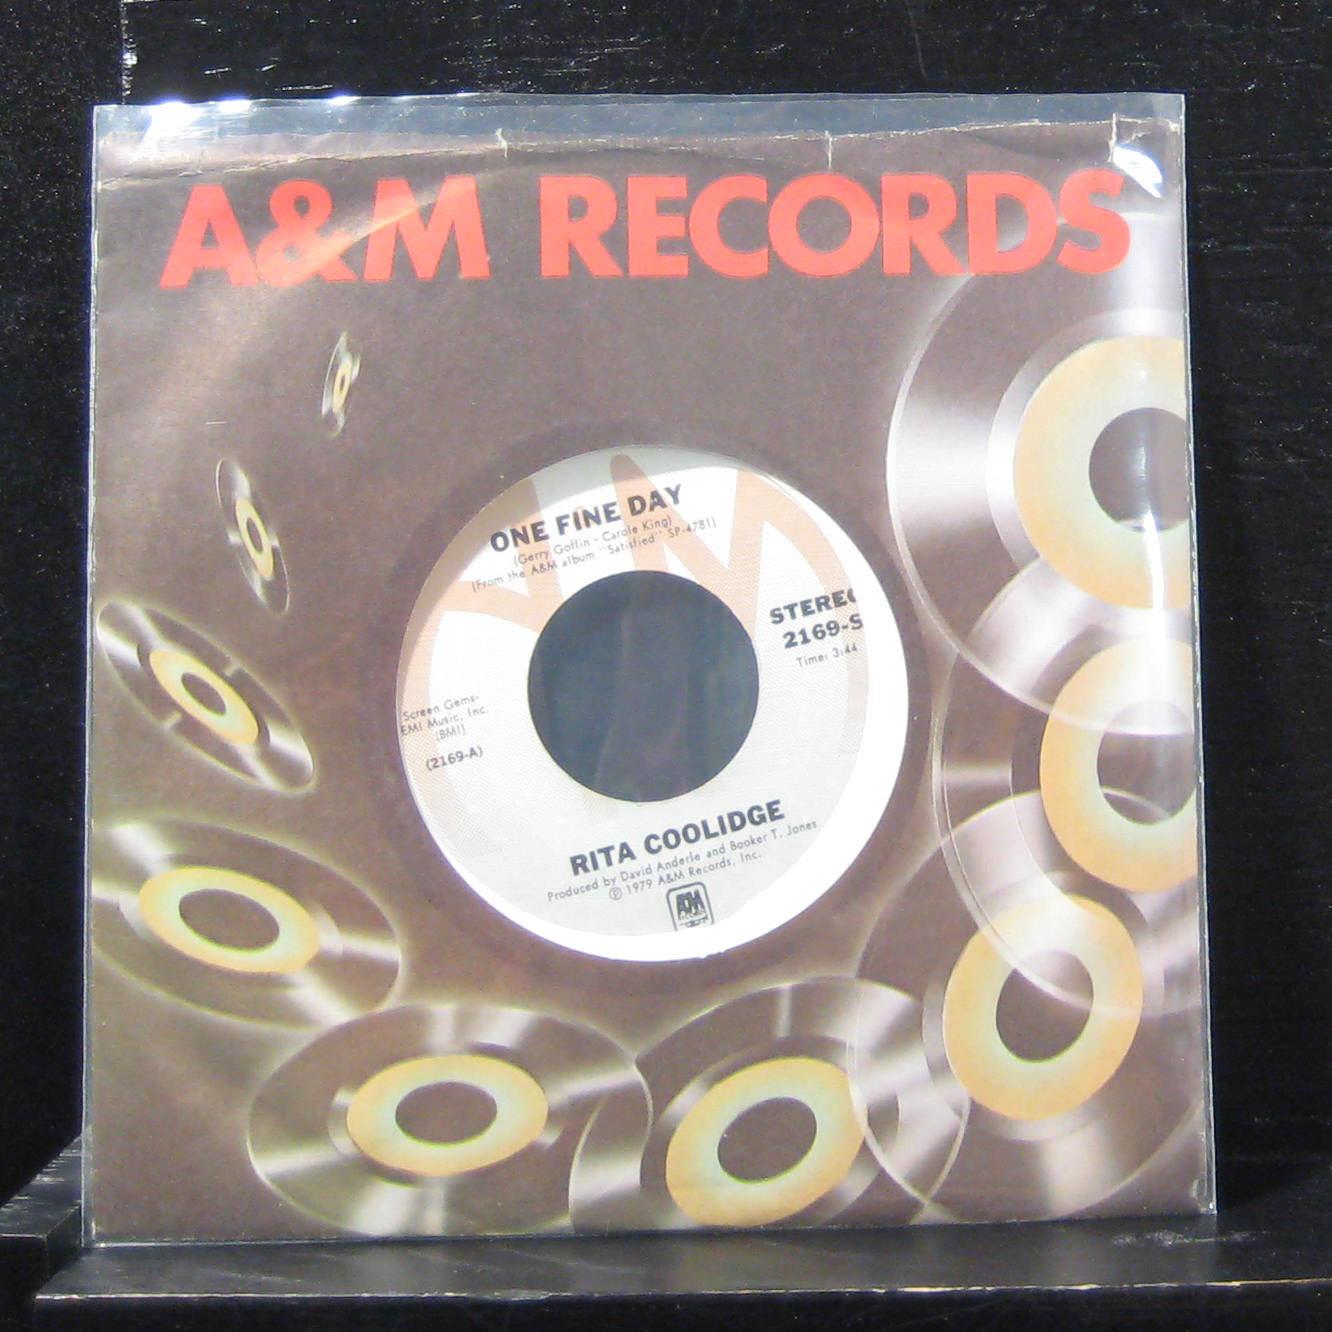 A&M RECORDS
ONE FINE DAY
(Gerry Goffin - Carole King)
(From the A&M album "Satisfied" SP-4781)
STEREO
2169-S
Time: 3:44
Screen Gems-
EMI Music, Inc.
(BMI)
(2169-A)
RITA COOLIDGE
Produced by David Anderle and Booker T. Jones
℗ 1979 A&M Records, Inc.
A&M